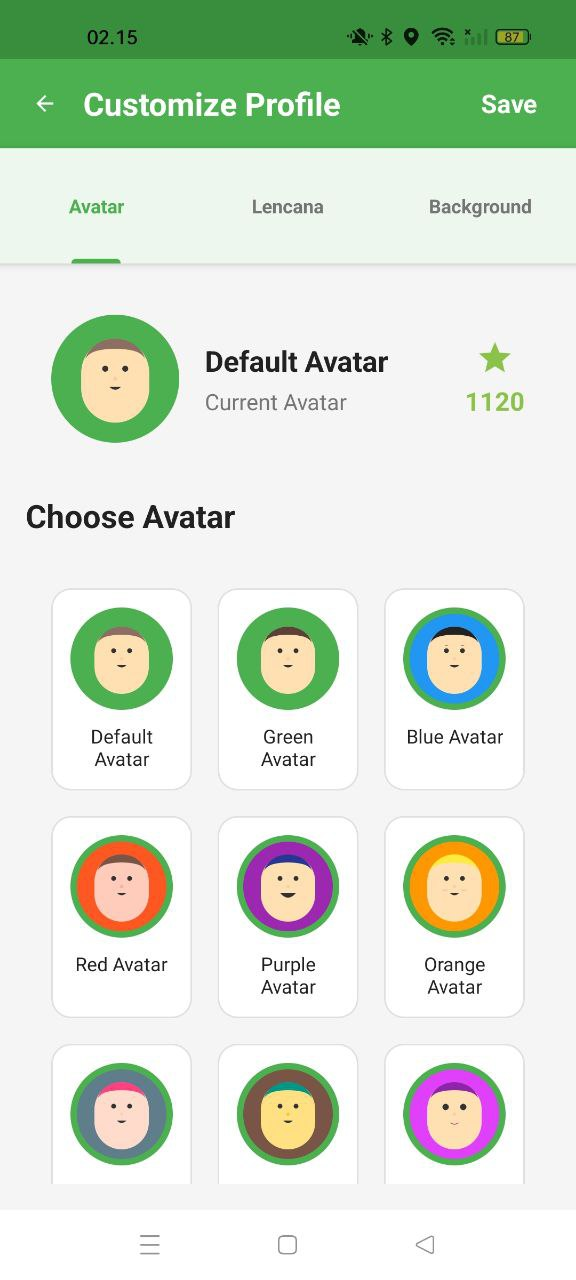 02.15
87
Customize Profile
Save
Avatar
Lencana
Background
Default Avatar
Current Avatar
1120
Choose Avatar
Default
Avatar
Green
Avatar
Blue Avatar
Red Avatar
Purple
Avatar
Orange
Avatar